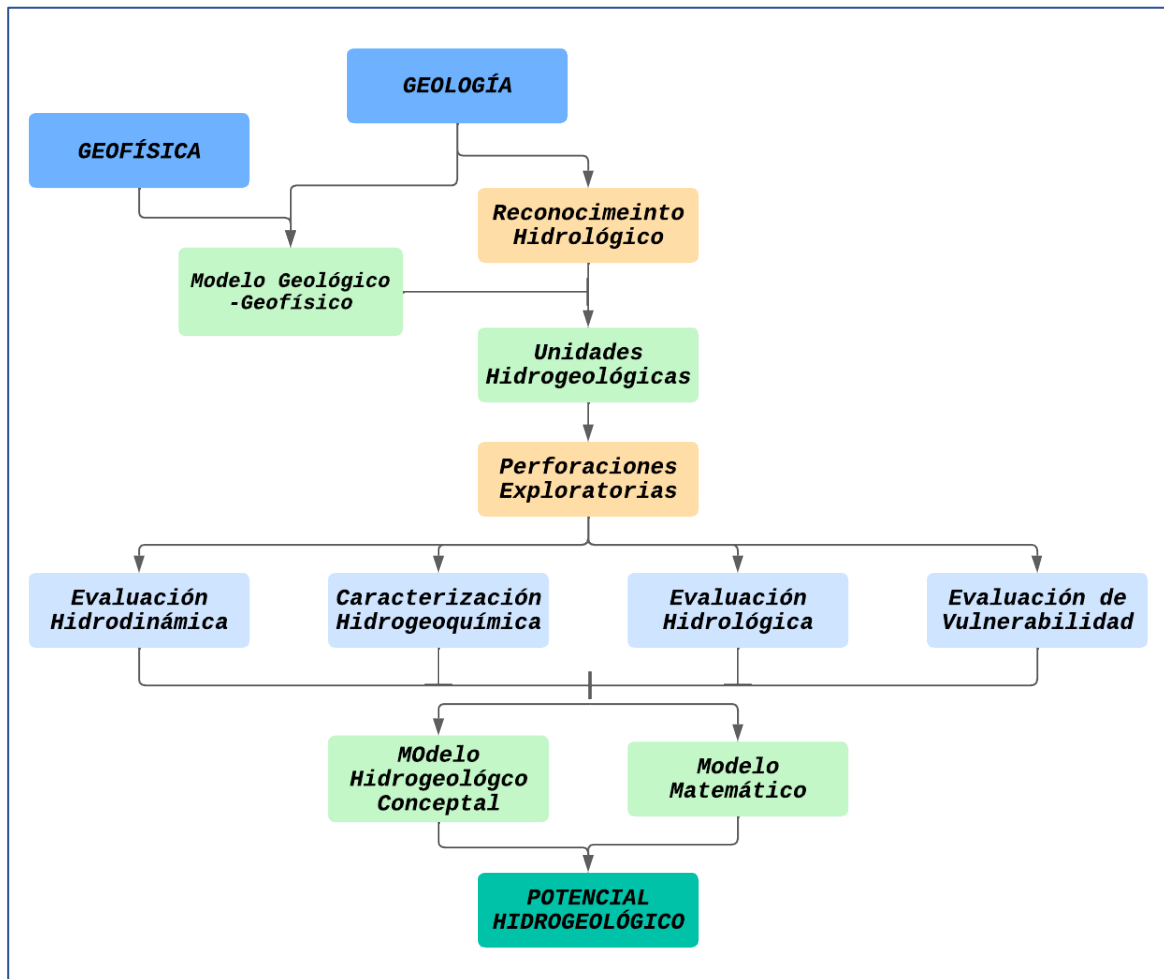 GEOLOGÍA
GEOFÍSICA
Reconocimeinto
Hidrológico
Modelo Geológico
-Geofísico
Unidades
Hidrogeológicas
Perforaciones
Exploratorias
Evaluación
Hidrodinámica
Caracterización
Hidrogeoquímica
Evaluación
Hidrológica
Evaluación de
Vulnerabilidad
MOdelo
Hidrogeológco
Conceptal
Modelo
Matemático
POTENCIAL
HIDROGEOLÓGICO